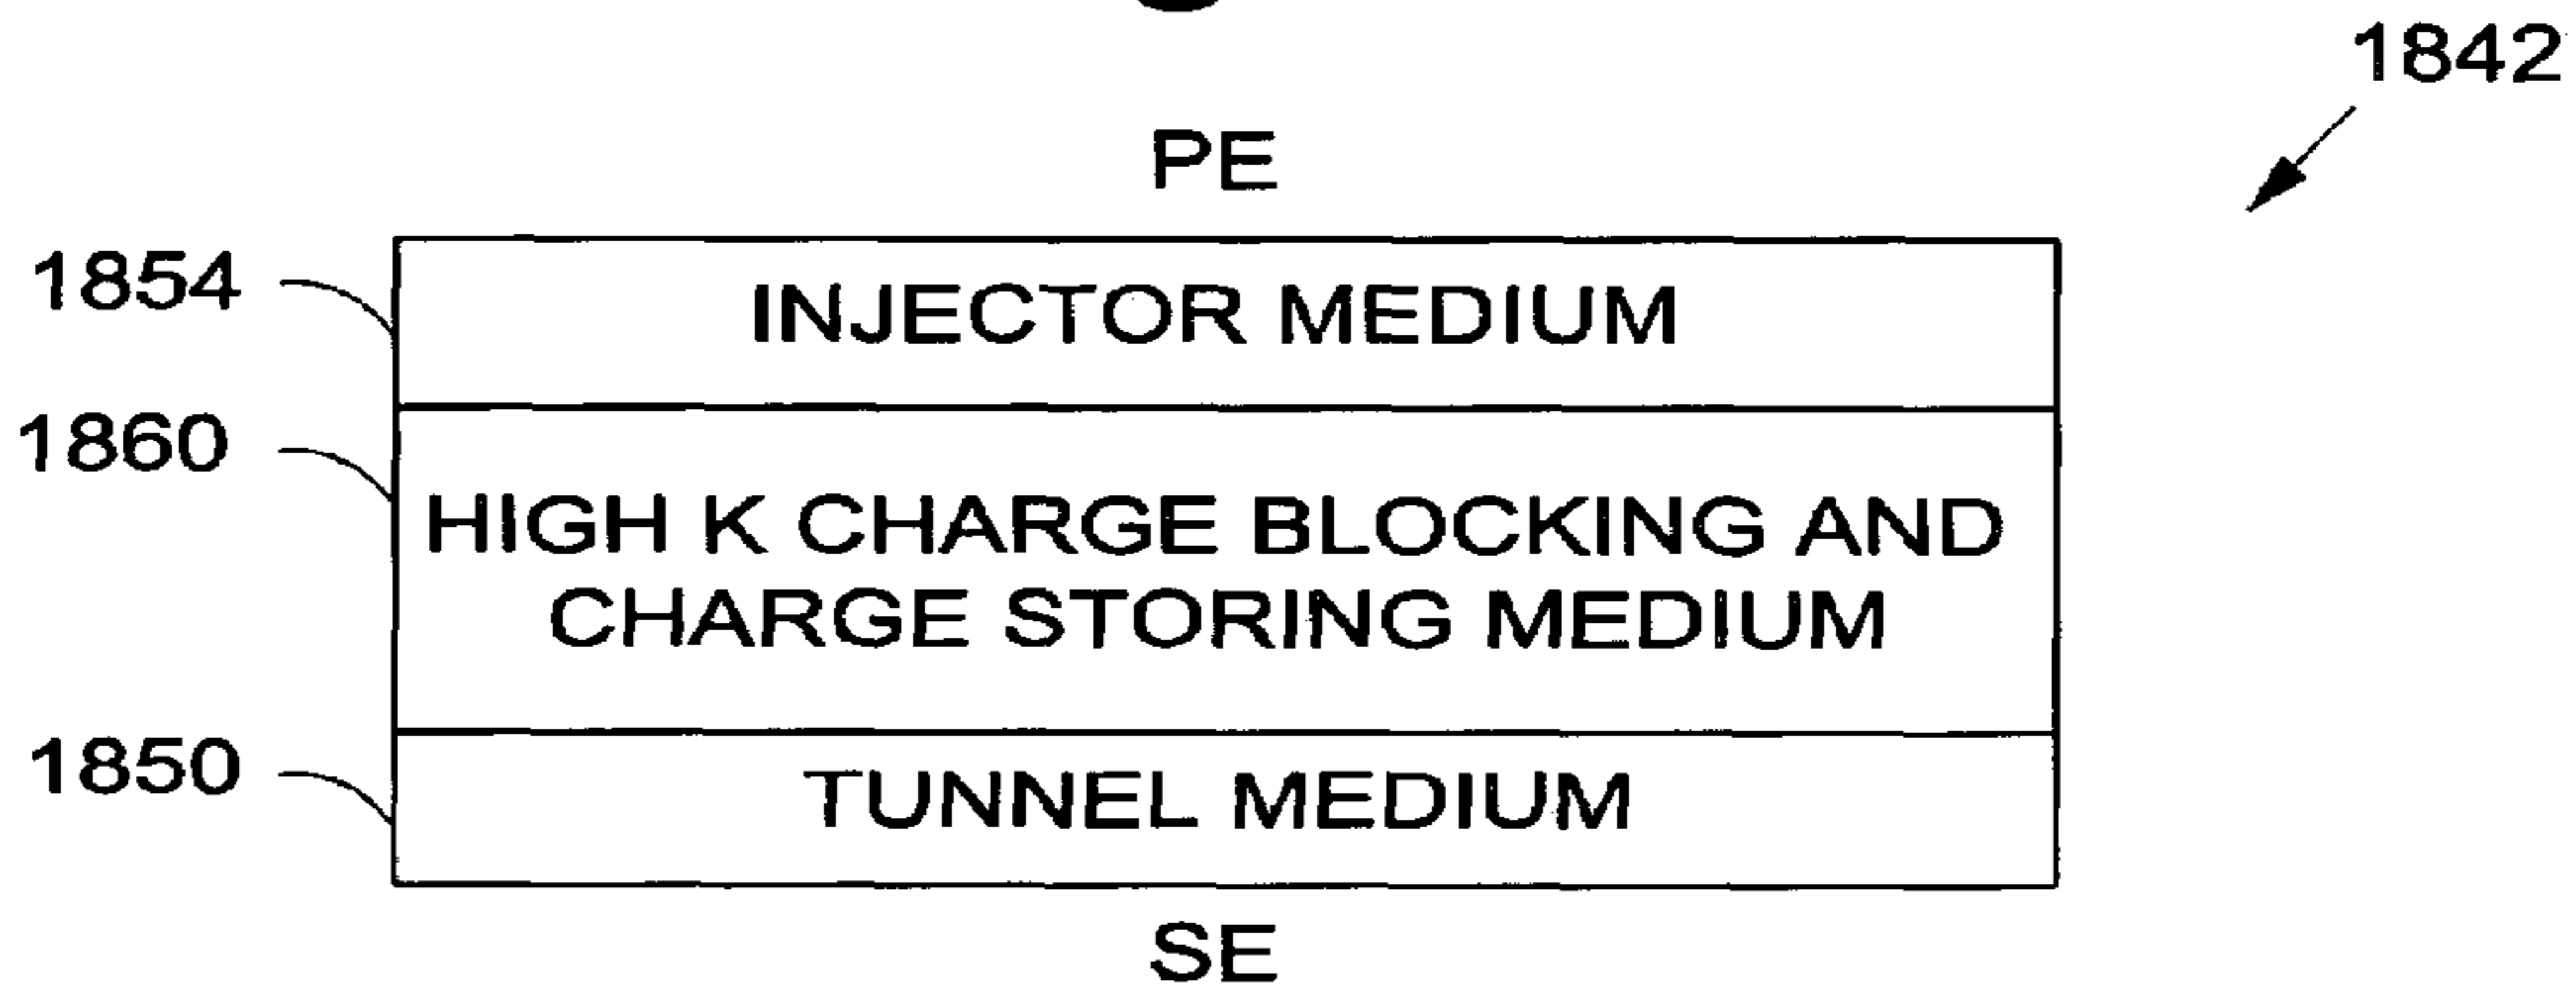 1842
PE
1854
INJECTOR MEDIUM
1860
HIGH K CHARGE BLOCKING AND
CHARGE STORING MEDIUM
1850
TUNNEL MEDIUM
SE